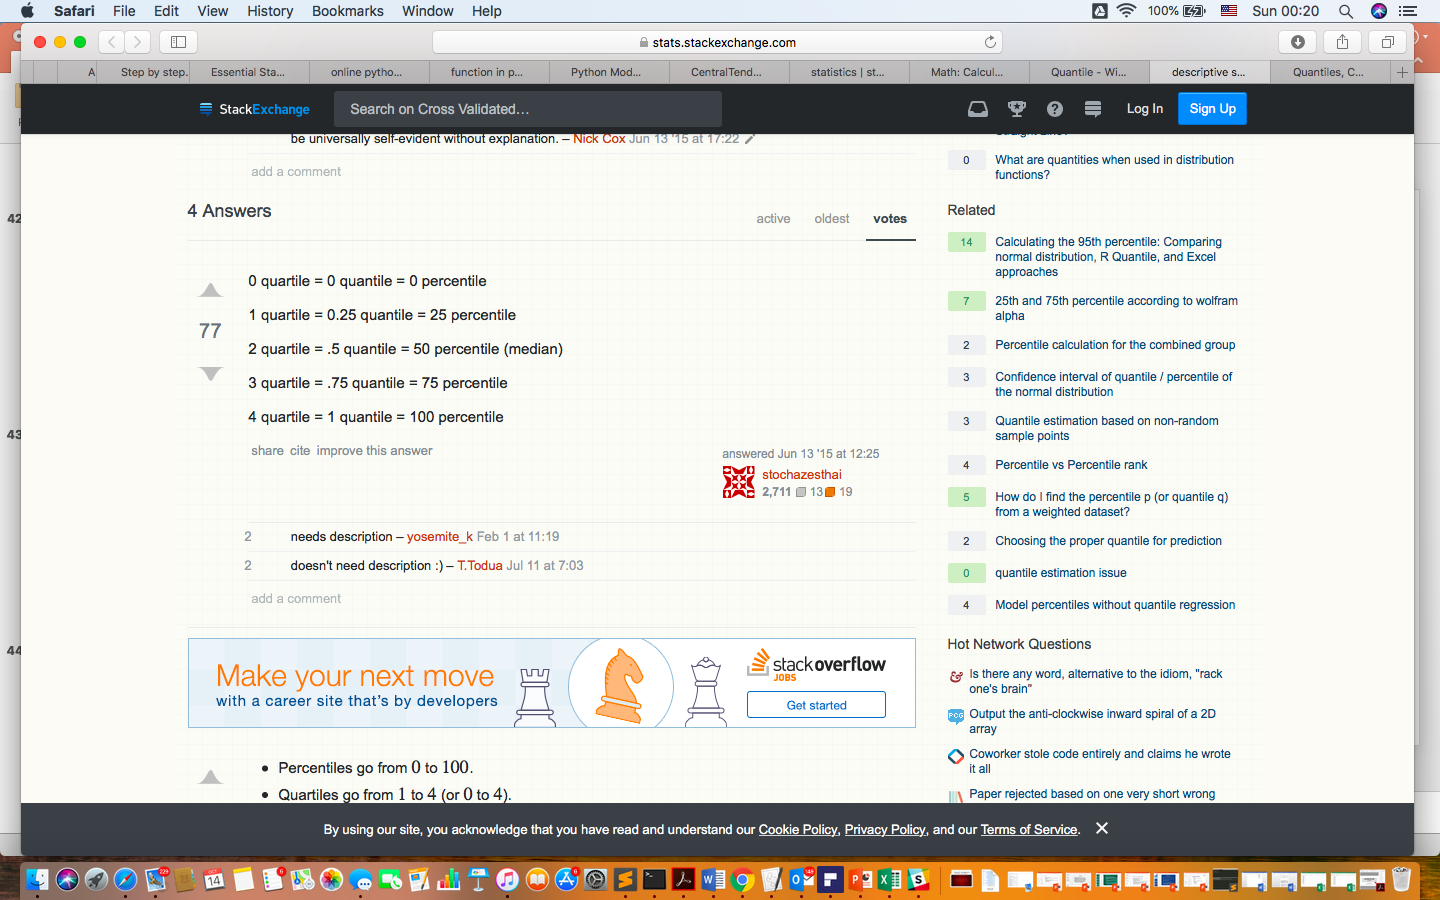 Safari File Edit View History Bookmarks Window Help
100% Sun 00:20
stats.stackexchange.com
A
Step by step.
Essential Sta...
online pytho...
function in p...
Python Mod...
CentralTend...
statistics | st...
Math: Calcul...
Quantile - Wi...
descriptive s...
Quantiles, C...
StackExchange
Search on Cross Validated...
Log In
Sign Up
be universally self-evident without explanation. – Nick Cox Jun 13 '15 at 17:22
add a comment
4 Answers
active
oldest
votes
77
0 quartile = 0 quantile = 0 percentile
1 quartile = 0.25 quantile = 25 percentile
2 quartile = .5 quantile = 50 percentile (median)
3 quartile = .75 quantile = 75 percentile
4 quartile = 1 quantile = 100 percentile
share cite improve this answer
answered Jun 13 '15 at 12:25
stochazesthai
2,711 13 19
2 needs description – yosemite_k Feb 1 at 11:19
2 doesn't need description :) – T.Todua Jul 11 at 7:03
add a comment
Make your next move
with a career site that's by developers
stackoverflow
JOBS
Get started
• Percentiles go from 0 to 100.
• Quartiles go from 1 to 4 (or 0 to 4).
0 What are quantities when used in distribution
functions?
Related
14 Calculating the 95th percentile: Comparing
normal distribution, R Quantile, and Excel
approaches
7 25th and 75th percentile according to wolfram
alpha
2 Percentile calculation for the combined group
3 Confidence interval of quantile / percentile of
the normal distribution
3 Quantile estimation based on non-random
sample points
4 Percentile vs Percentile rank
5 How do I find the percentile p (or quantile q)
from a weighted dataset?
2 Choosing the proper quantile for prediction
0 quantile estimation issue
4 Model percentiles without quantile regression
Hot Network Questions
Is there any word, alternative to the idiom, "rack
one's brain"
PCG Output the anti-clockwise inward spiral of a 2D
array
Coworker stole code entirely and claims he wrote
it all
Paper rejected based on one very short wrong
By using our site, you acknowledge that you have read and understand our Cookie Policy, Privacy Policy, and our Terms of Service.
42
43
44
OCT
14